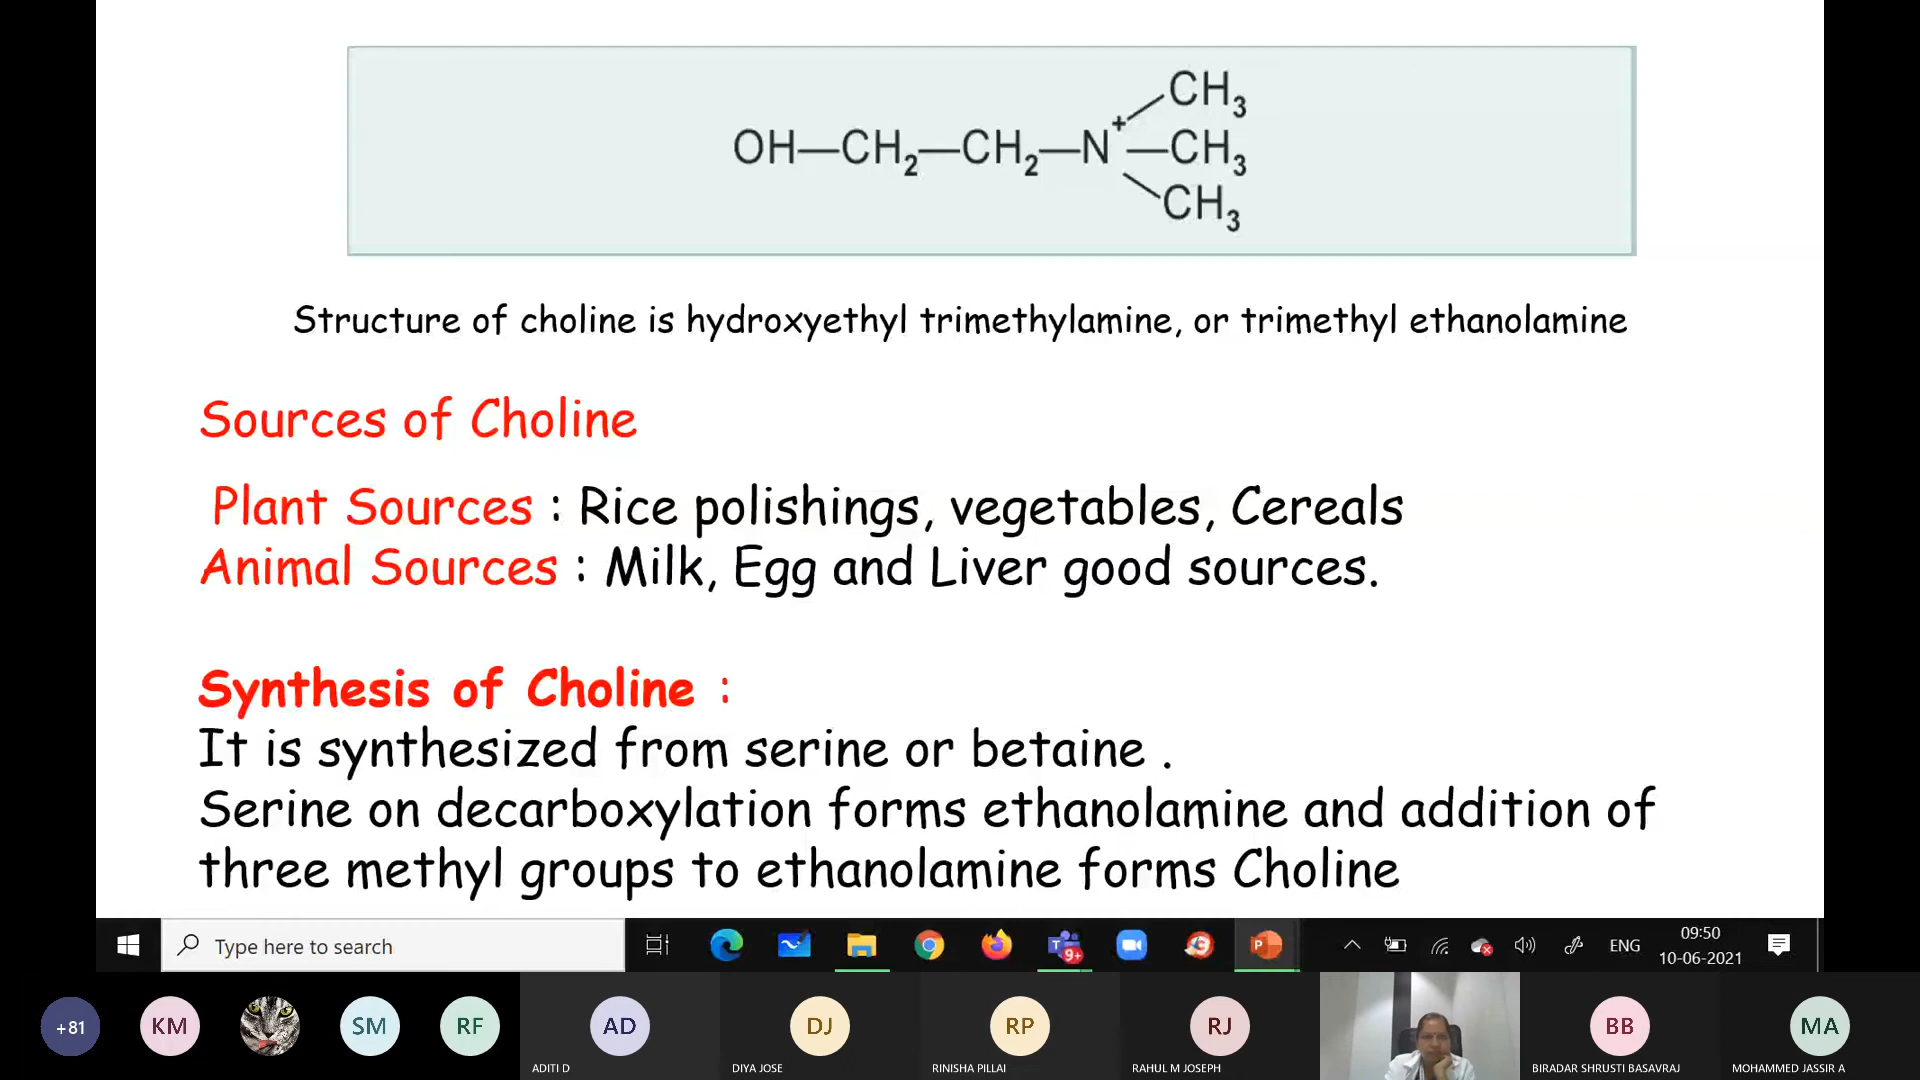 CH3
OH—CH2—CH2—N+—CH3
CH3
Structure of choline is hydroxyethyl trimethylamine, or trimethyl ethanolamine
Sources of Choline
Plant Sources : Rice polishings, vegetables, Cereals
Animal Sources : Milk, Egg and Liver good sources.
Synthesis of Choline :
It is synthesized from serine or betaine .
Serine on decarboxylation forms ethanolamine and addition of
three methyl groups to ethanolamine forms Choline
Type here to search
T 9+
ENG
09:50
10-06-2021
+81
KM
SM
RF
AD
DJ
RP
RJ
BB
MA
ADITI D
DIYA JOSE
RINISHA PILLAI
RAHUL M JOSEPH
BIRADAR SHRUSTI BASAVRAJ
MOHAMMED JASSIR A